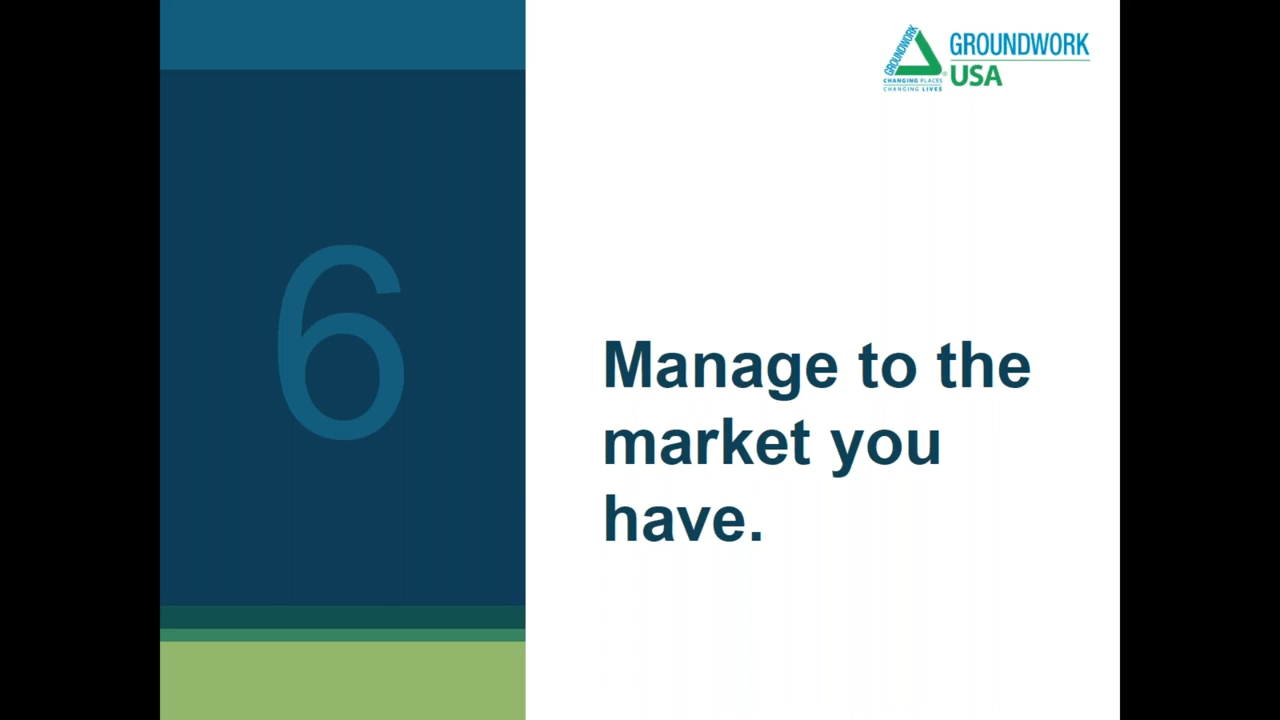 GROUNDWORK
CHANGING PLACES
CHANGING LIVES
GROUNDWORK
USA
6
Manage to the
market you
have.